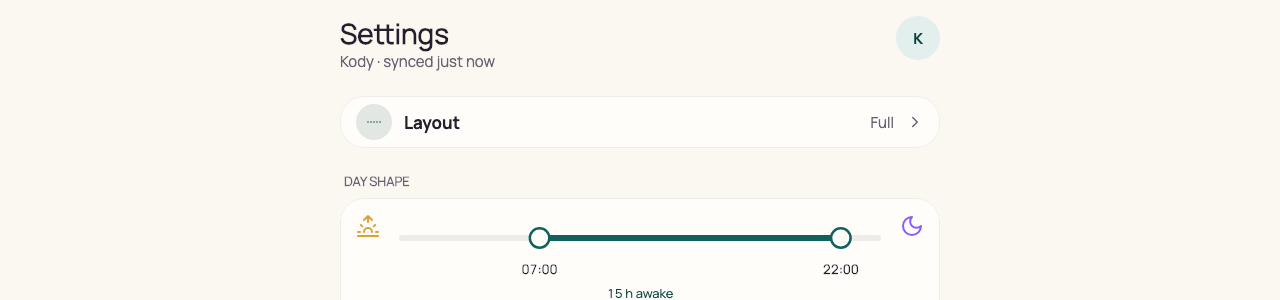 Settings
K
Kody · synced just now
Layout
Full
DAY SHAPE
07:00
22:00
15 h awake